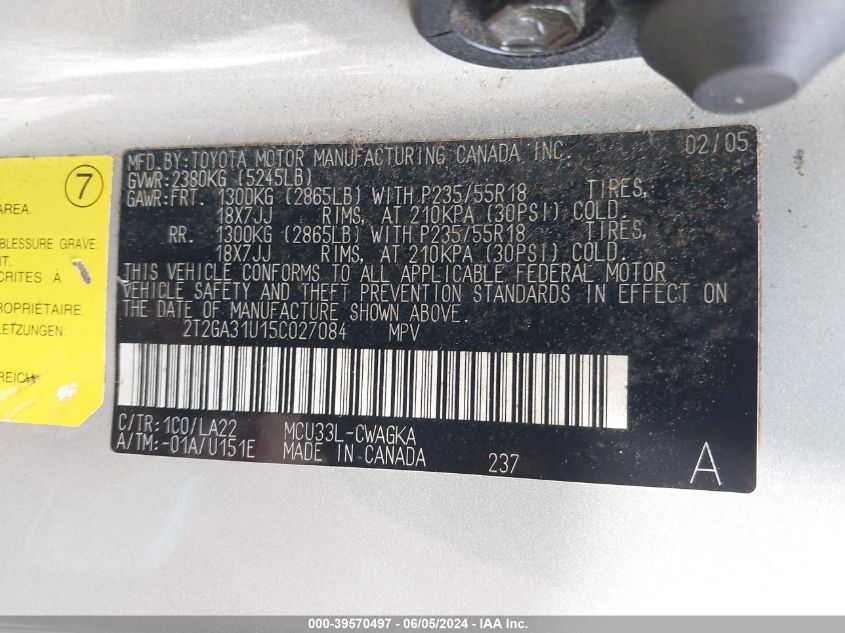 MFD.BY:TOYOTA MOTOR MANUFACTURING CANADA INC. 02/05
GVWR:2380KG (5245LB)
GAWR:FRT. 1300KG (2865LB) WITH P235/55R18 TIRES,
18X7JJ RIMS, AT 210KPA (30PSI) COLD.
RR. 1300KG (2865LB) WITH P235/55R18 TIRES,
18X7JJ RIMS, AT 210KPA (30PSI) COLD.
THIS VEHICLE CONFORMS TO ALL APPLICABLE FEDERAL MOTOR
VEHICLE SAFETY AND THEFT PREVENTION STANDARDS IN EFFECT ON
THE DATE OF MANUFACTURE SHOWN ABOVE.
2T2GA31U15C027084 MPV
C/TR:1C0/LA22 MCU33L-CWAGKA
A/TM:-01A/U151E MADE IN CANADA 237 A
7
AREA.
BLESSURE GRAVE:
NT.
CRITES À
PROPRIÉTAIRE.
LETZUNGEN:
REICH
000-39570497 - 06/05/2024 - IAA Inc.